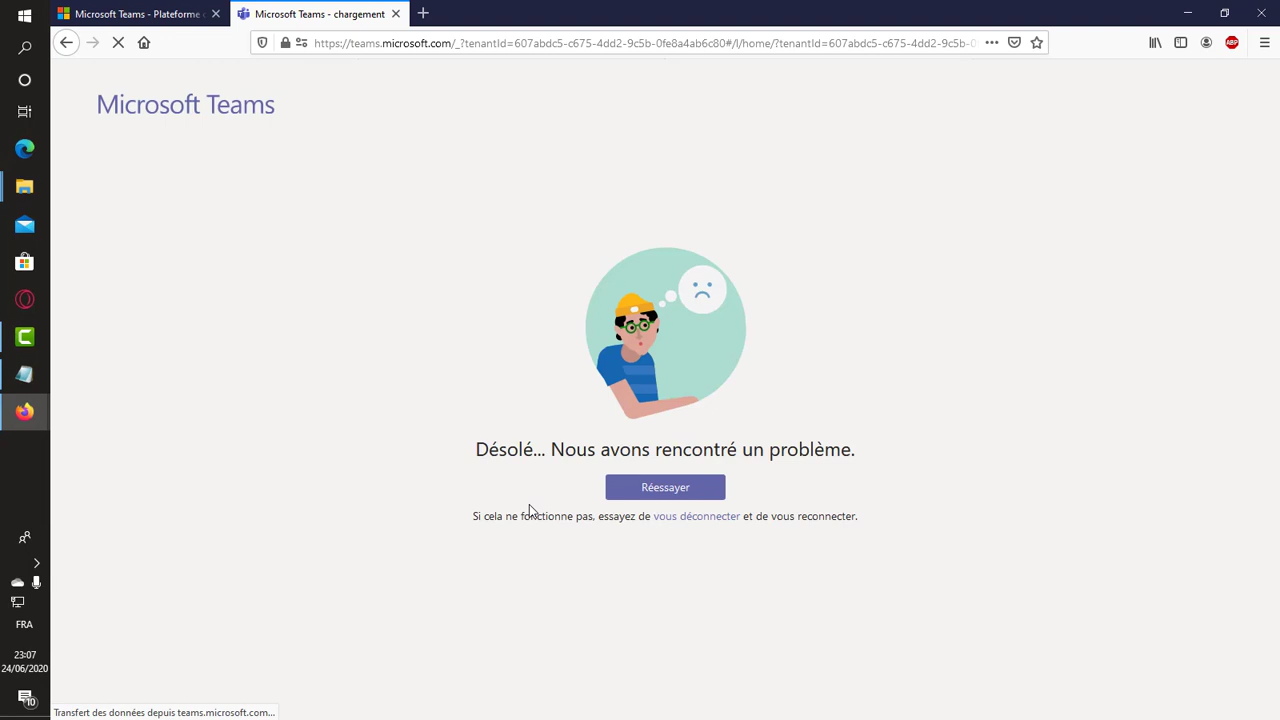 Microsoft Teams - Plateforme
Microsoft Teams - chargement
https://teams.microsoft.com/_?tenantId=607abdc5-c675-4dd2-9c5b-0fe8a4ab6c80#/l/home/?tenantId=607abdc5-c675-4dd2-9c5b-0
ABP
Microsoft Teams
Désolé... Nous avons rencontré un problème.
Réessayer
Si cela ne fonctionne pas, essayez de vous déconnecter et de vous reconnecter.
FRA
23:07
24/06/2020
10
Transfert des données depuis teams.microsoft.com...